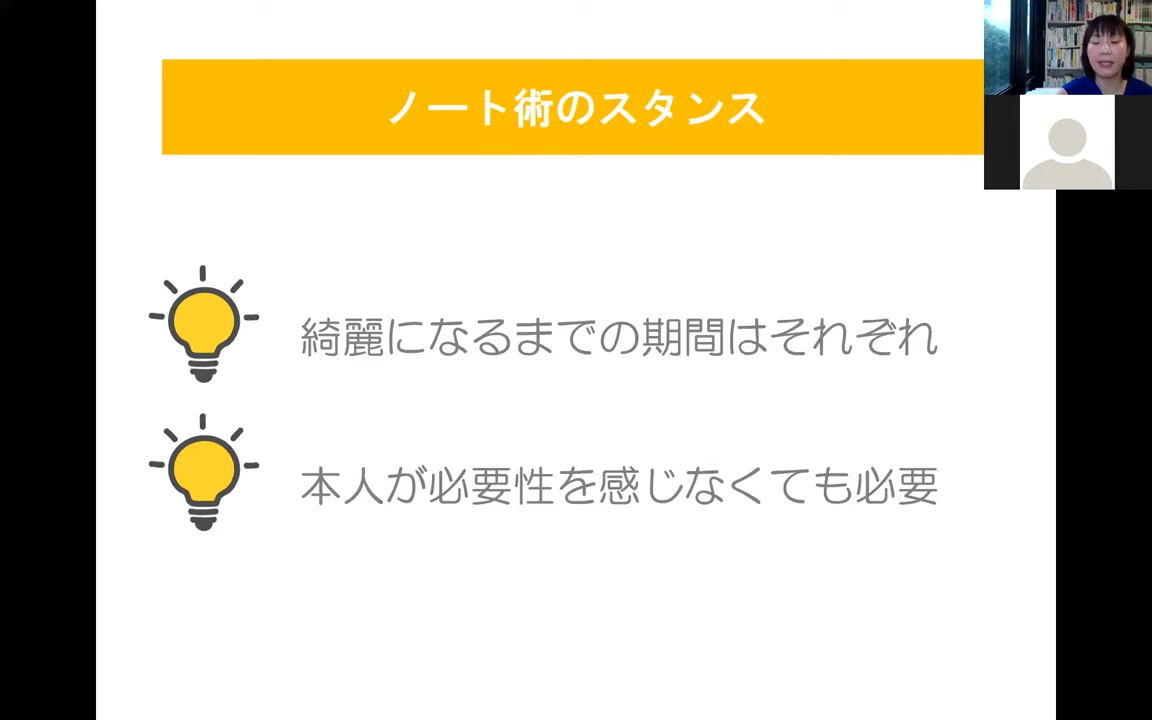 ノート術のスタンス
綺麗になるまでの期間はそれぞれ
本人が必要性を感じなくても必要